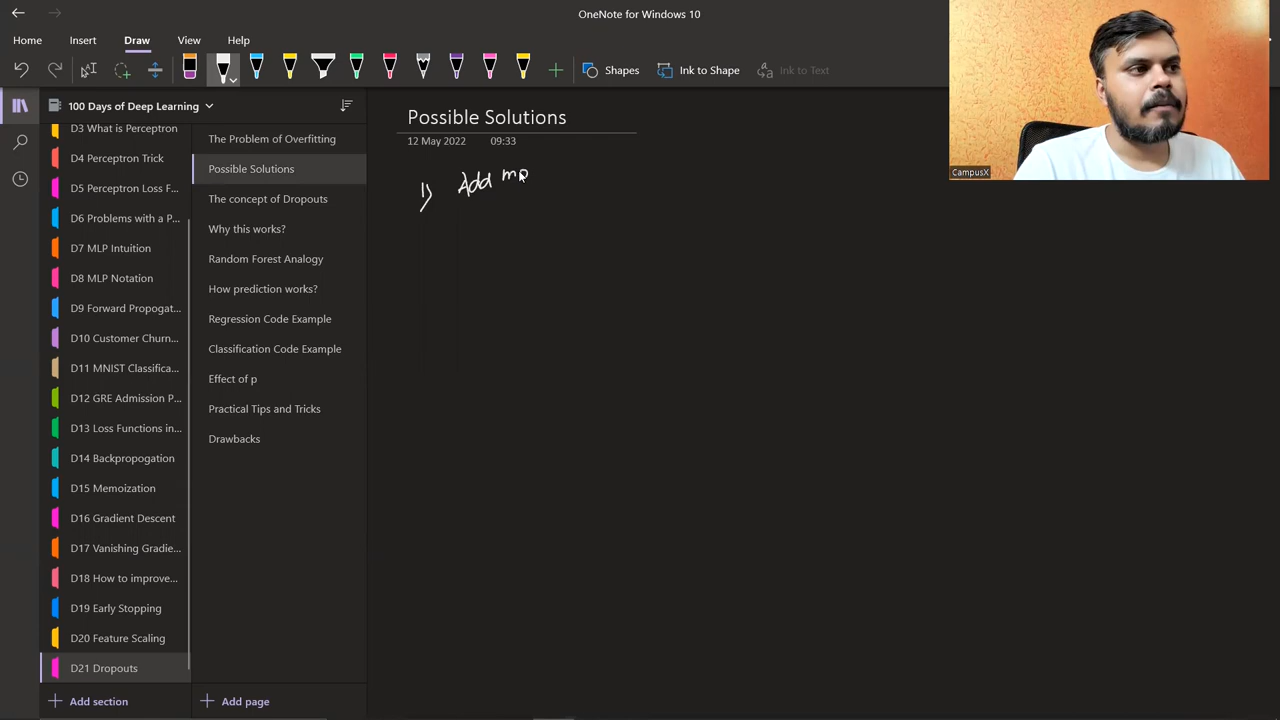 OneNote for Windows 10
Home Insert Draw View Help
Shapes Ink to Shape Ink to Text
100 Days of Deep Learning
D3 What is Perceptron
D4 Perceptron Trick
D5 Perceptron Loss F...
D6 Problems with a P...
D7 MLP Intuition
D8 MLP Notation
D9 Forward Propogat...
D10 Customer Churn...
D11 MNIST Classifica...
D12 GRE Admission P...
D13 Loss Functions in...
D14 Backpropogation
D15 Memoization
D16 Gradient Descent
D17 Vanishing Gradie...
D18 How to improve...
D19 Early Stopping
D20 Feature Scaling
D21 Dropouts
Add section
The Problem of Overfitting
Possible Solutions
The concept of Dropouts
Why this works?
Random Forest Analogy
How prediction works?
Regression Code Example
Classification Code Example
Effect of p
Practical Tips and Tricks
Drawbacks
Add page
Possible Solutions
12 May 2022 09:33
1) Add mo
CampusX